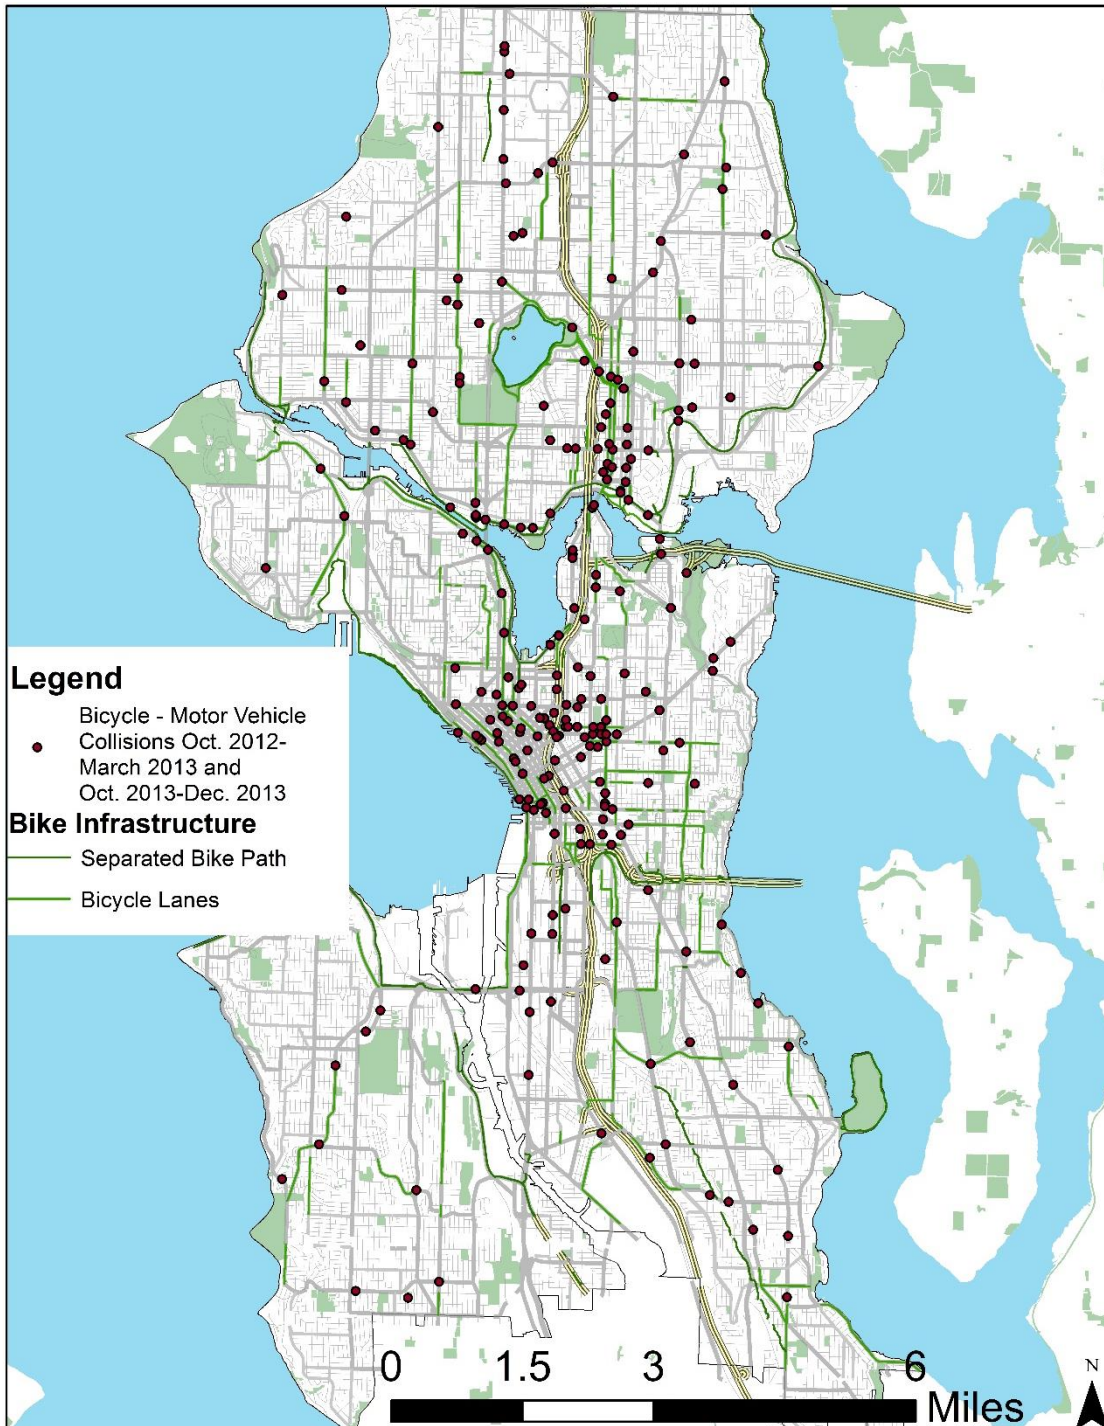 Legend
Bicycle - Motor Vehicle
Collisions Oct. 2012-
March 2013 and
Oct. 2013-Dec. 2013
Bike Infrastructure
Separated Bike Path
Bicycle Lanes
0 1.5 3 6
Miles
N